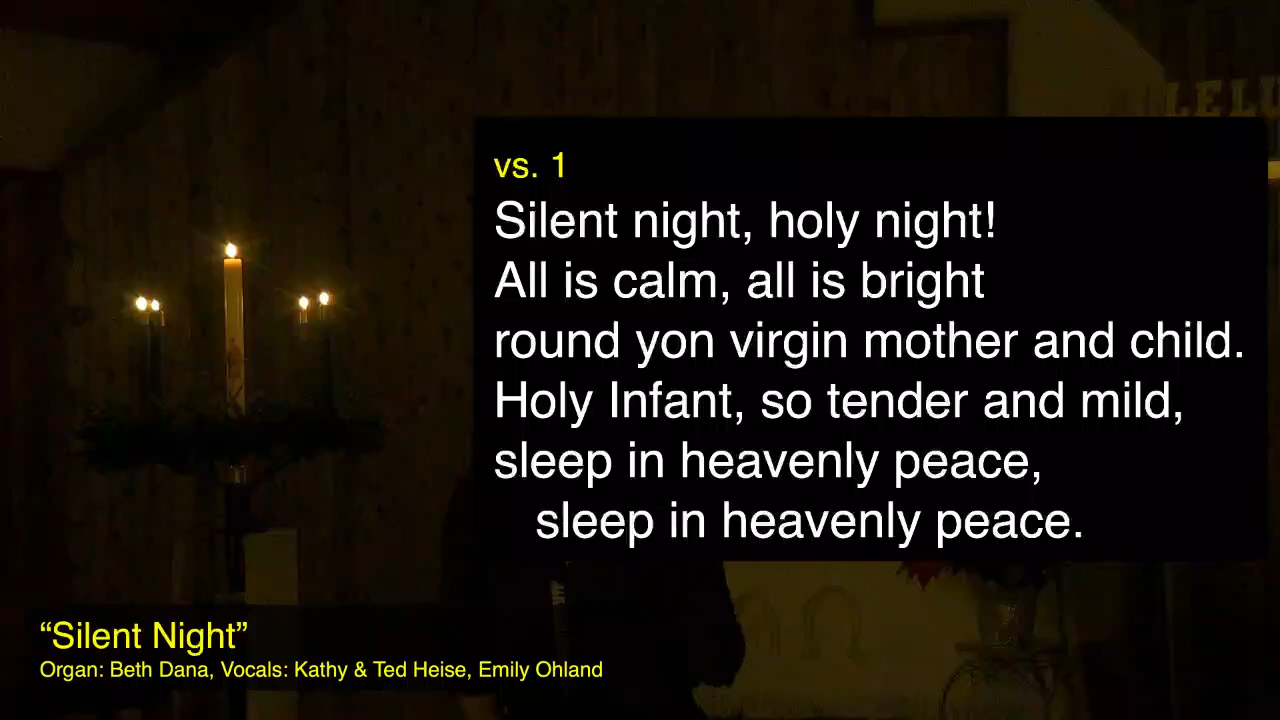 vs. 1
Silent night, holy night!
All is calm, all is bright
round yon virgin mother and child.
Holy Infant, so tender and mild,
sleep in heavenly peace,
sleep in heavenly peace.
“Silent Night”
Organ: Beth Dana, Vocals: Kathy & Ted Heise, Emily Ohland